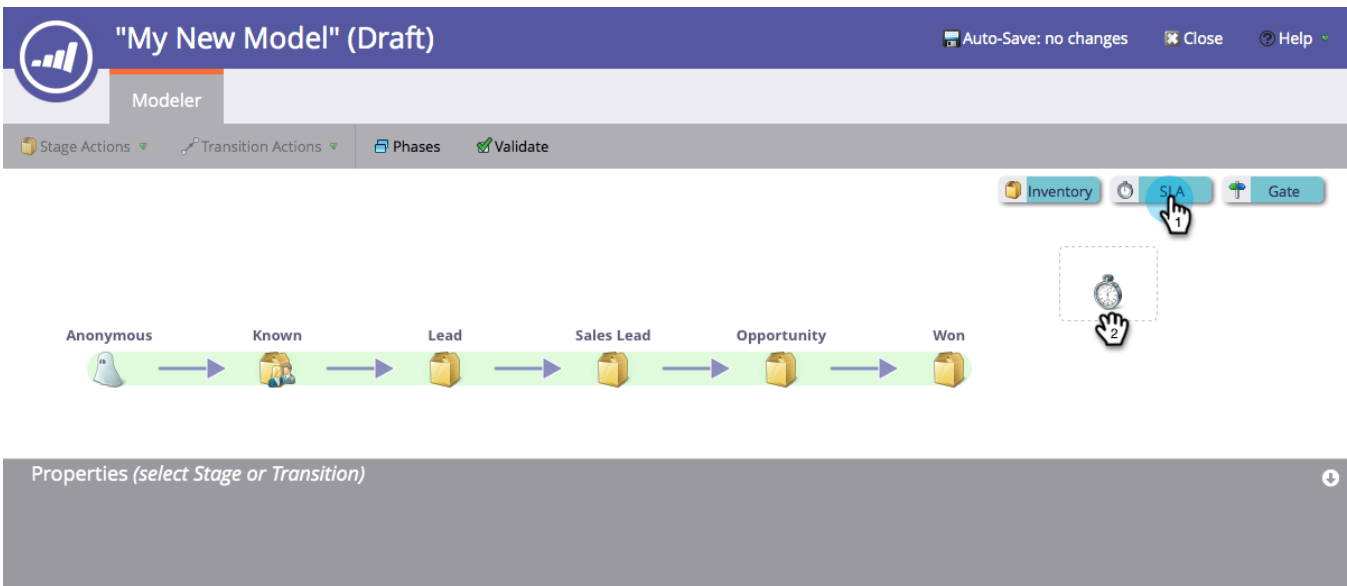 "My New Model" (Draft)
Auto-Save: no changes
Close
Help
Modeler
Stage Actions
Transition Actions
Phases
Validate
Inventory
SLA
Gate
1
2
Anonymous
Known
Lead
Sales Lead
Opportunity
Won
Properties (select Stage or Transition)